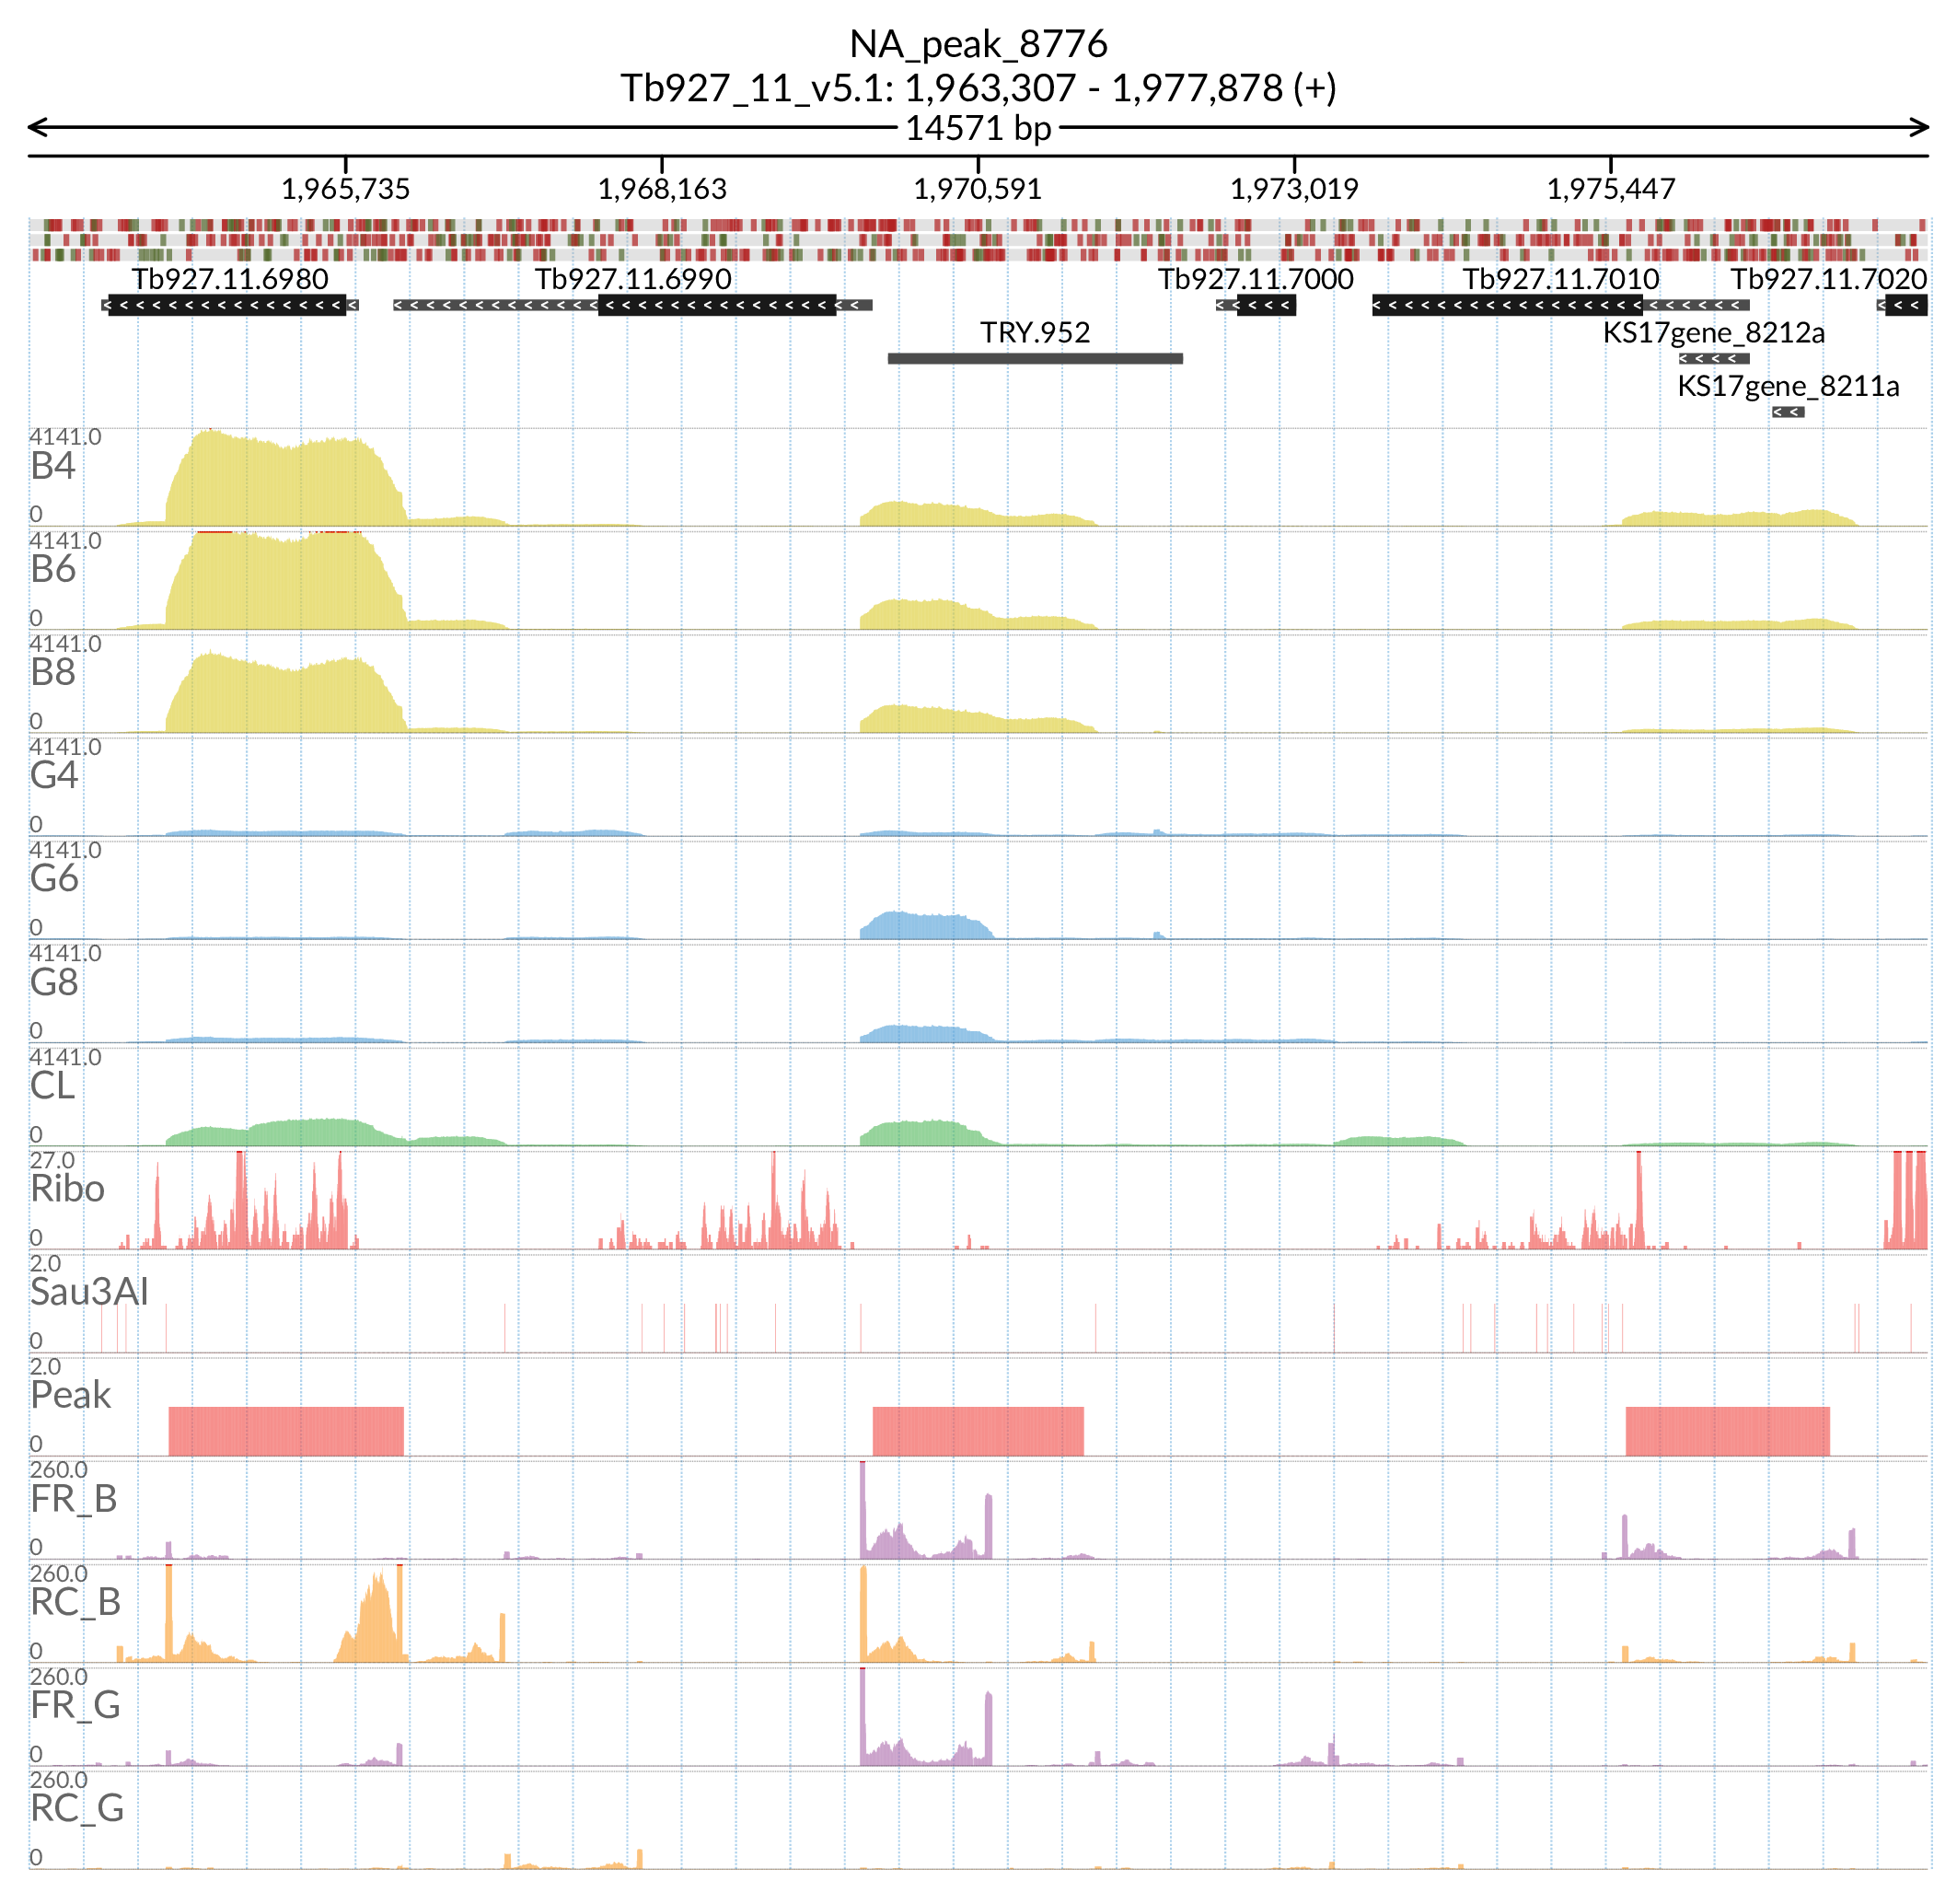 NA_peak_8776
Tb927_11_v5.1: 1,963,307 - 1,977,878 (+)
14571 bp
1,965,735 1,968,163 1,970,591 1,973,019 1,975,447
Tb927.11.6980 Tb927.11.6990 Tb927.11.7000 Tb927.11.7010 Tb927.11.7020
TRY.952 KS17gene_8212a
KS17gene_8211a
4141.0
B4
0
4141.0
B6
0
4141.0
B8
0
4141.0
G4
0
4141.0
G6
0
4141.0
G8
0
4141.0
CL
0
27.0
Ribo
0
2.0
Sau3AI
0
2.0
Peak
0
260.0
FR_B
0
260.0
RC_B
0
260.0
FR_G
0
260.0
RC_G
0